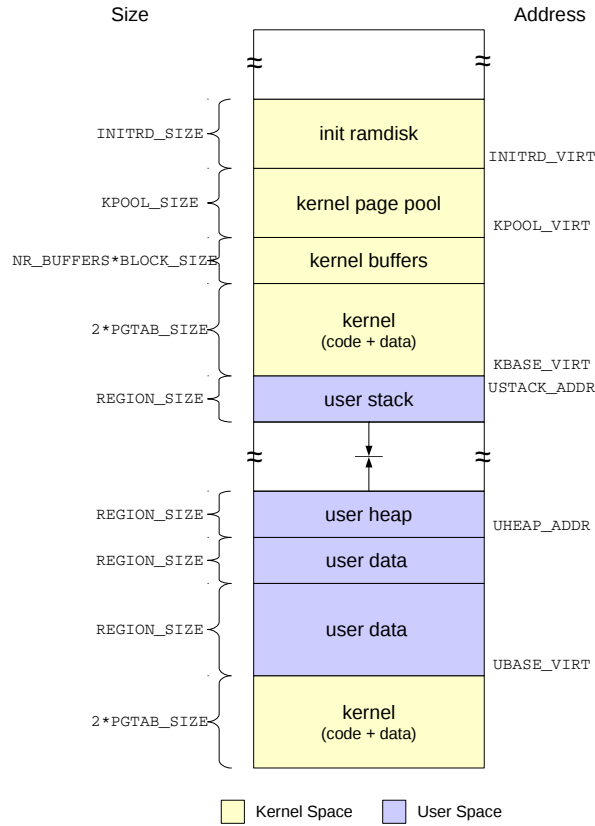 Size
Address
≈ ≈
INITRD_SIZE
init ramdisk
INITRD_VIRT
KPOOL_SIZE
kernel page pool
KPOOL_VIRT
NR_BUFFERS*BLOCK_SIZE
kernel buffers
2*PGTAB_SIZE
kernel
(code + data)
KBASE_VIRT
USTACK_ADDR
REGION_SIZE
user stack
≈ ≈
REGION_SIZE
user heap
UHEAP_ADDR
REGION_SIZE
user data
REGION_SIZE
user data
UBASE_VIRT
2*PGTAB_SIZE
kernel
(code + data)
Kernel Space
User Space